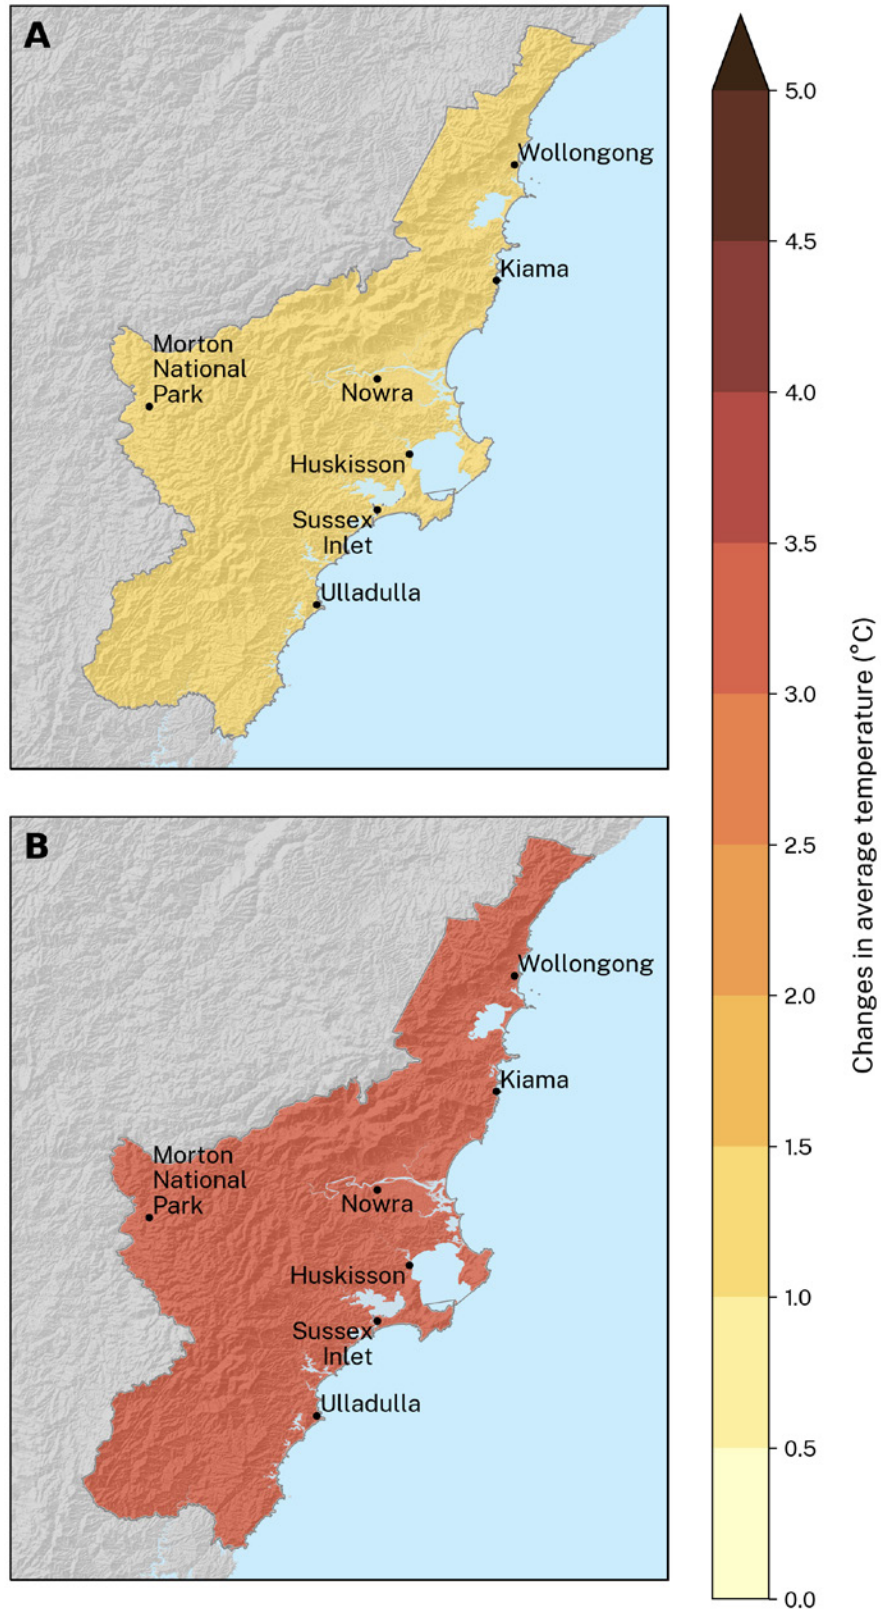 A
Wollongong
Kiama
Morton
National
Park
Nowra
Huskisson
Sussex
Inlet
Ulladulla
B
Wollongong
Kiama
Morton
National
Park
Nowra
Huskisson
Sussex
Inlet
Ulladulla
5.0
4.5
4.0
3.5
3.0
2.5
2.0
1.5
1.0
0.5
0.0
Changes in average temperature (°C)